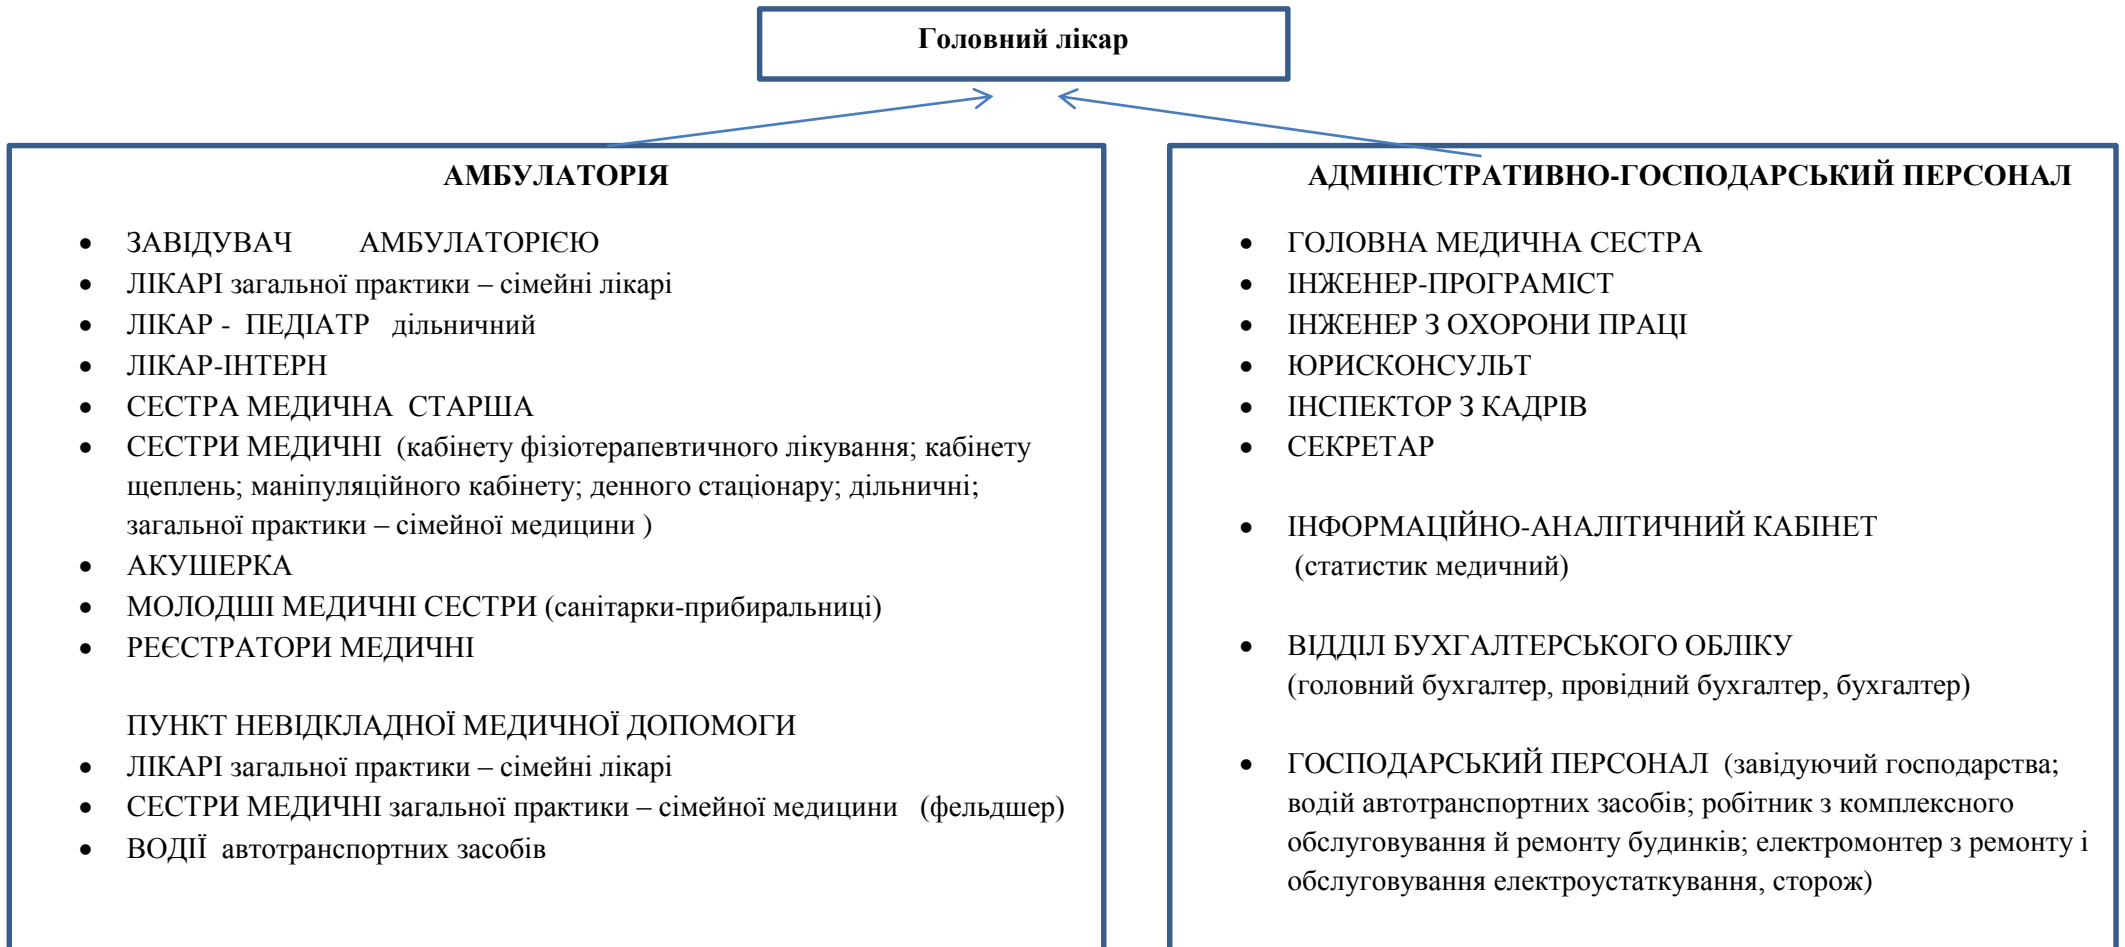 Головний лікар
АМБУЛАТОРІЯ
• ЗАВІДУВАЧ АМБУЛАТОРІЄЮ
• ЛІКАРІ загальної практики – сімейні лікарі
• ЛІКАР - ПЕДІАТР дільничний
• ЛІКАР-ІНТЕРН
• СЕСТРА МЕДИЧНА СТАРША
• СЕСТРИ МЕДИЧНІ (кабінету фізіотерапевтичного лікування; кабінету
щеплень; маніпуляційного кабінету; денного стаціонару; дільничні;
загальної практики – сімейної медицини )
• АКУШЕРКА
• МОЛОДШІ МЕДИЧНІ СЕСТРИ (санітарки-прибиральниці)
• РЕЄСТРАТОРИ МЕДИЧНІ
ПУНКТ НЕВІДКЛАДНОЇ МЕДИЧНОЇ ДОПОМОГИ
• ЛІКАРІ загальної практики – сімейні лікарі
• СЕСТРИ МЕДИЧНІ загальної практики – сімейної медицини (фельдшер)
• ВОДІЇ автотранспортних засобів
АДМІНІСТРАТИВНО-ГОСПОДАРСЬКИЙ ПЕРСОНАЛ
• ГОЛОВНА МЕДИЧНА СЕСТРА
• ІНЖЕНЕР-ПРОГРАМІСТ
• ІНЖЕНЕР З ОХОРОНИ ПРАЦІ
• ЮРИСКОНСУЛЬТ
• ІНСПЕКТОР З КАДРІВ
• СЕКРЕТАР
• ІНФОРМАЦІЙНО-АНАЛІТИЧНИЙ КАБІНЕТ
(статистик медичний)
• ВІДДІЛ БУХГАЛТЕРСЬКОГО ОБЛІКУ
(головний бухгалтер, провідний бухгалтер, бухгалтер)
• ГОСПОДАРСЬКИЙ ПЕРСОНАЛ (завідуючий господарства;
водій автотранспортних засобів; робітник з комплексного
обслуговування й ремонту будинків; електромонтер з ремонту і
обслуговування електроустаткування, сторож)